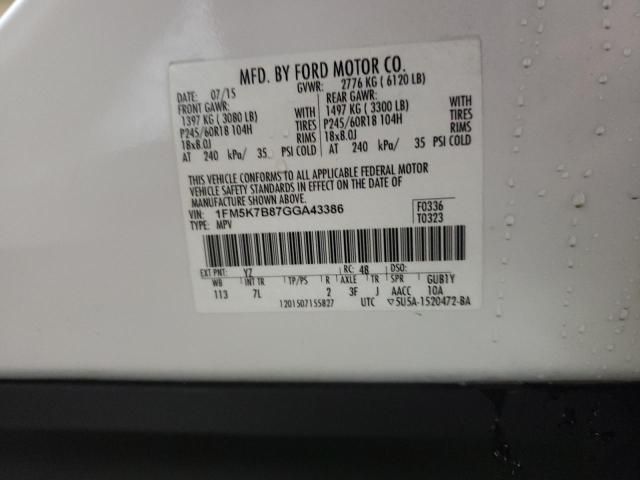 MFD. BY FORD MOTOR CO.
DATE: 07/15 GVWR: 2776 KG ( 6120 LB)
FRONT GAWR: REAR GAWR:
1397 KG ( 3080 LB) WITH 1497 KG ( 3300 LB) WITH
P245/60R18 104H TIRES P245/60R18 104H TIRES
18x8.0J RIMS 18x8.0J RIMS
AT 240 kPa/ 35 PSI COLD AT 240 kPa/ 35 PSI COLD
THIS VEHICLE CONFORMS TO ALL APPLICABLE FEDERAL MOTOR
VEHICLE SAFETY STANDARDS IN EFFECT ON THE DATE OF
MANUFACTURE SHOWN ABOVE.
VIN: 1FM5K7B87GGA43386 F0336
TYPE: MPV T0323
EXT PNT: YZ RC: 48 DSO:
WB INT TR TP/PS R AXLE TR SPR GUB1Y
113 7L 2 3F J AACC 10A
1201507155827 UTC ▽5U5A-1520472-BA